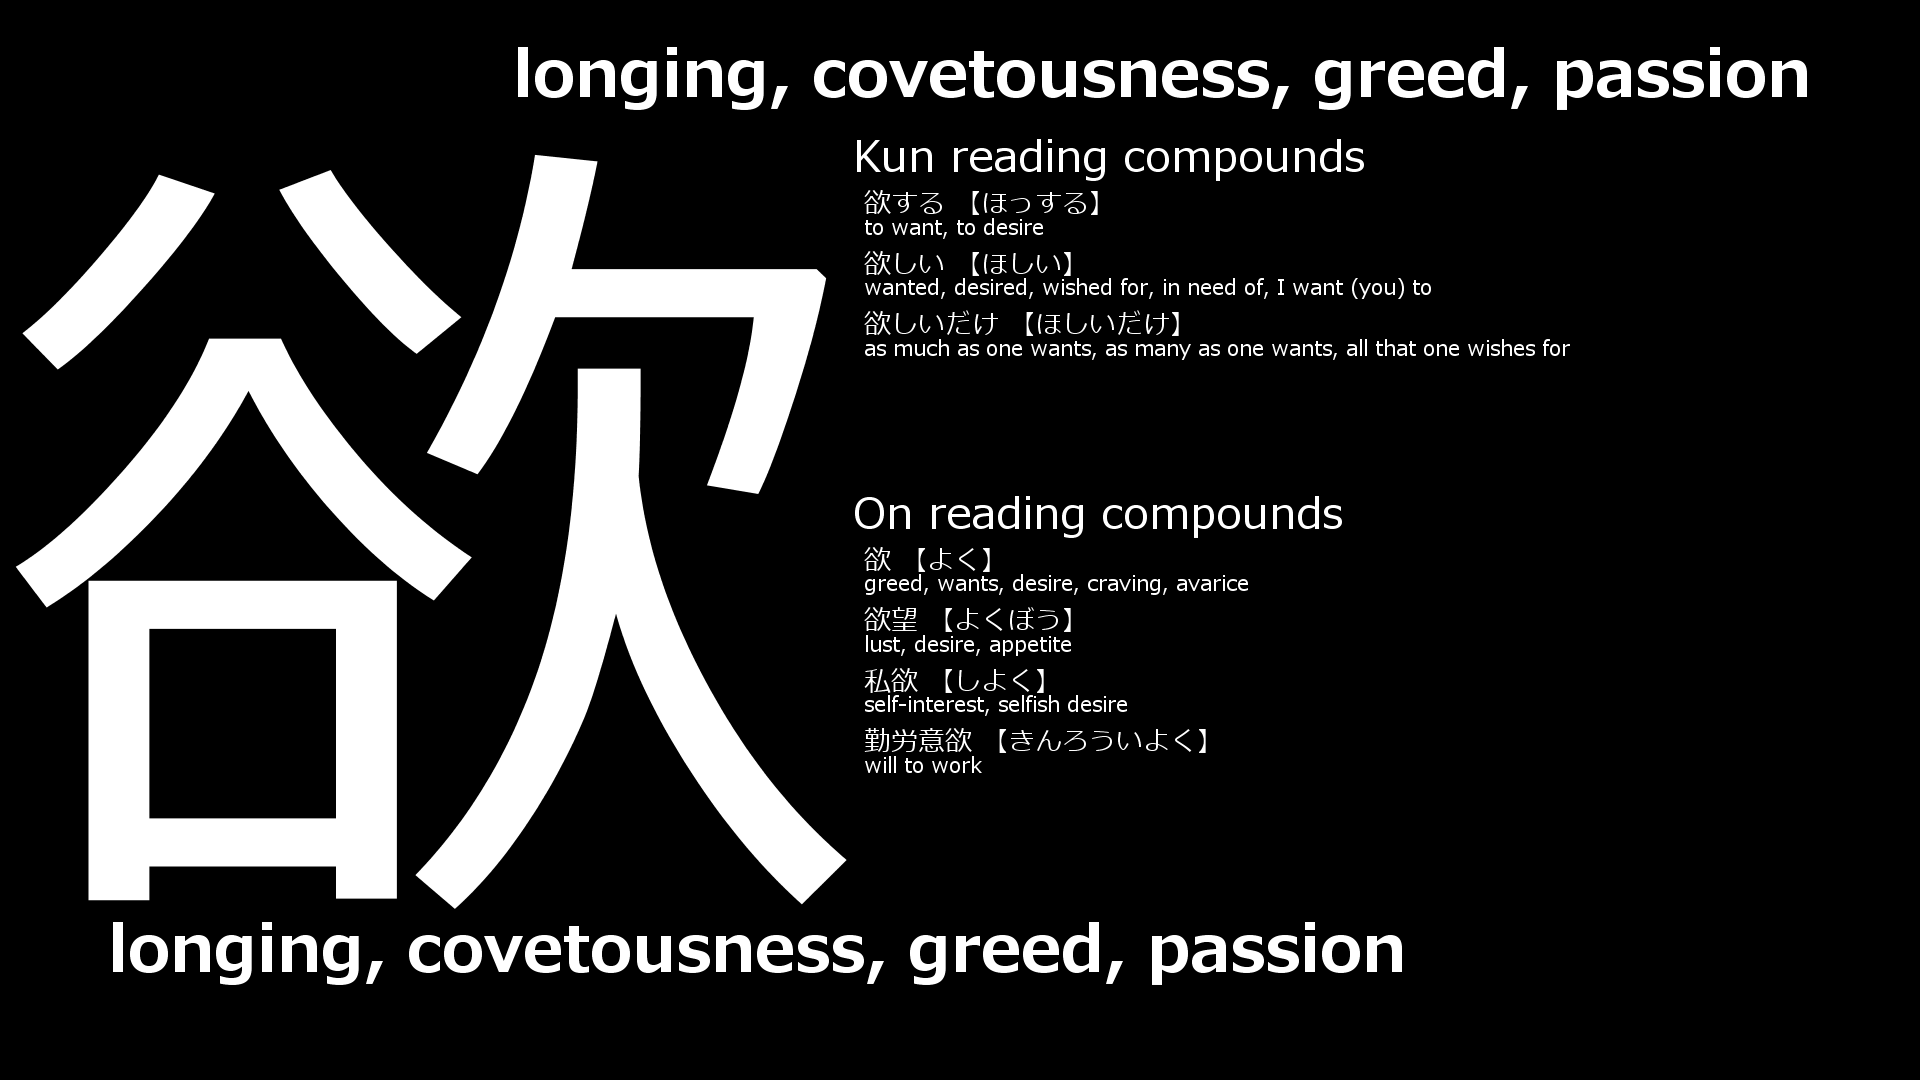 longing, covetousness, greed, passion
欲
Kun reading compounds
欲する 【ほっする】
to want, to desire
欲しい 【ほしい】
wanted, desired, wished for, in need of, I want (you) to
欲しいだけ 【ほしいだけ】
as much as one wants, as many as one wants, all that one wishes for
On reading compounds
欲 【よく】
greed, wants, desire, craving, avarice
欲望 【よくぼう】
lust, desire, appetite
私欲 【しよく】
self-interest, selfish desire
勤労意欲 【きんろういよく】
will to work
longing, covetousness, greed, passion